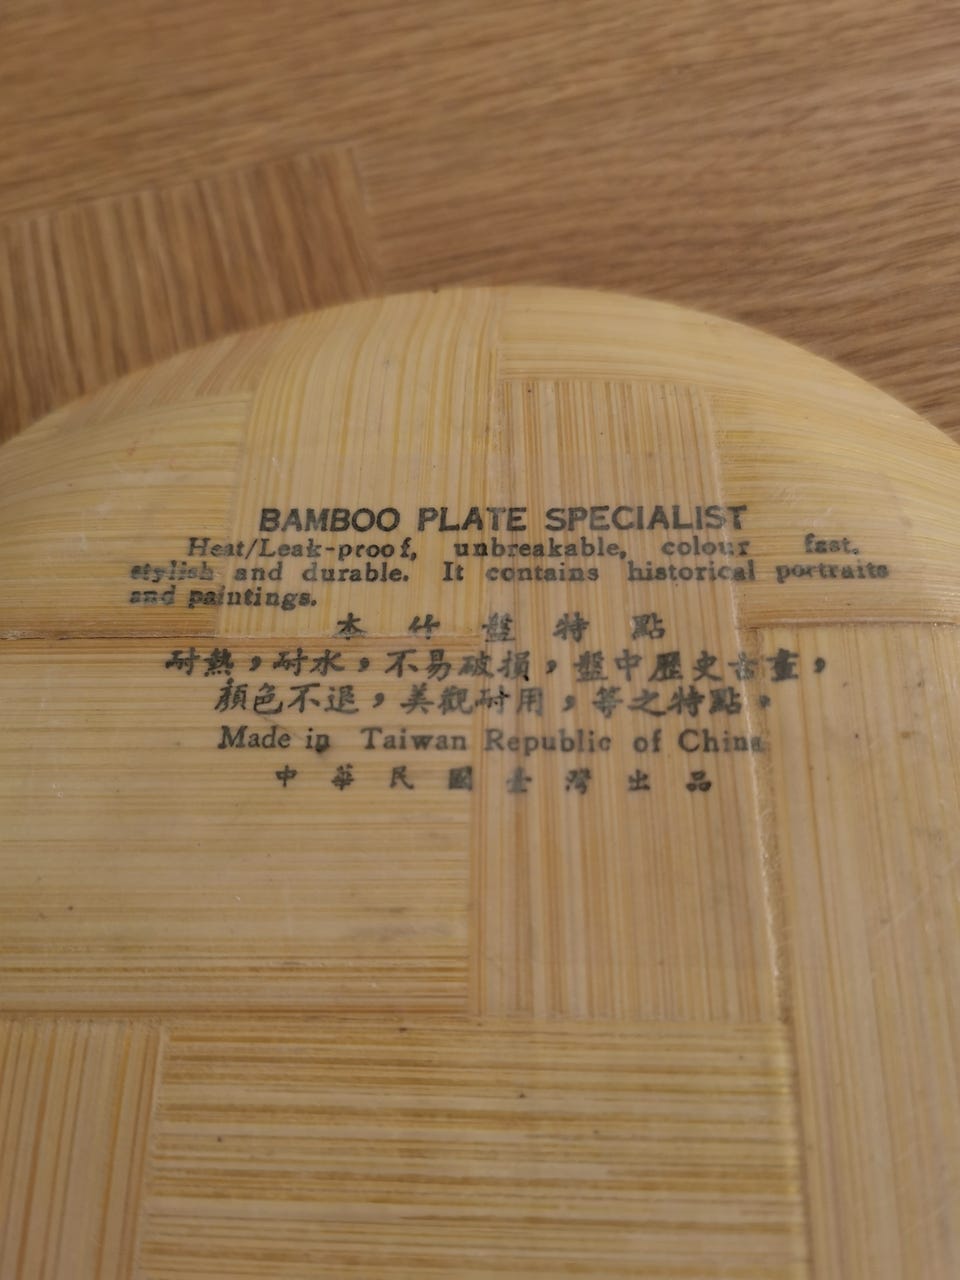 BAMBOO PLATE SPECIALIST
Heat/Leak-proof, unbreakable, colour fast.
stylish and durable. It contains historical portraits
and paintings.
本竹盤特點
耐熱，耐水，不易破損，盤中歷史古畫，
顏色不退，美觀耐用，等之特點。
Made in Taiwan Republic of China
中華民國臺灣出品